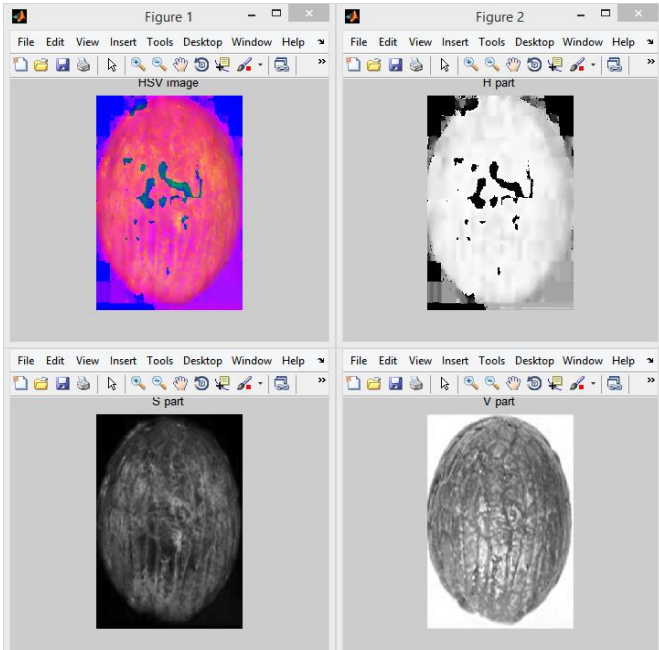 Figure 1
File Edit View Insert Tools Desktop Window Help
HSV image
Figure 2
File Edit View Insert Tools Desktop Window Help
H part
File Edit View Insert Tools Desktop Window Help
S part
File Edit View Insert Tools Desktop Window Help
V part